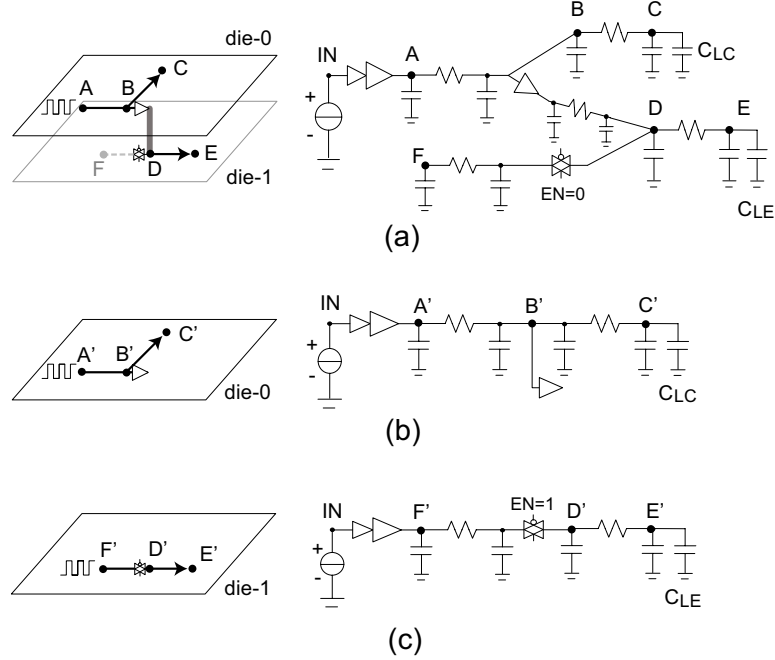 die-0
A B C
F D E
die-1
IN A B C
CLC
D E
F
EN=0
CLE
(a)
A' B' C'
die-0
IN A' B' C'
+
-
CLC
(b)
F' D' E'
die-1
IN F' EN=1 D' E'
+
-
CLE
(c)